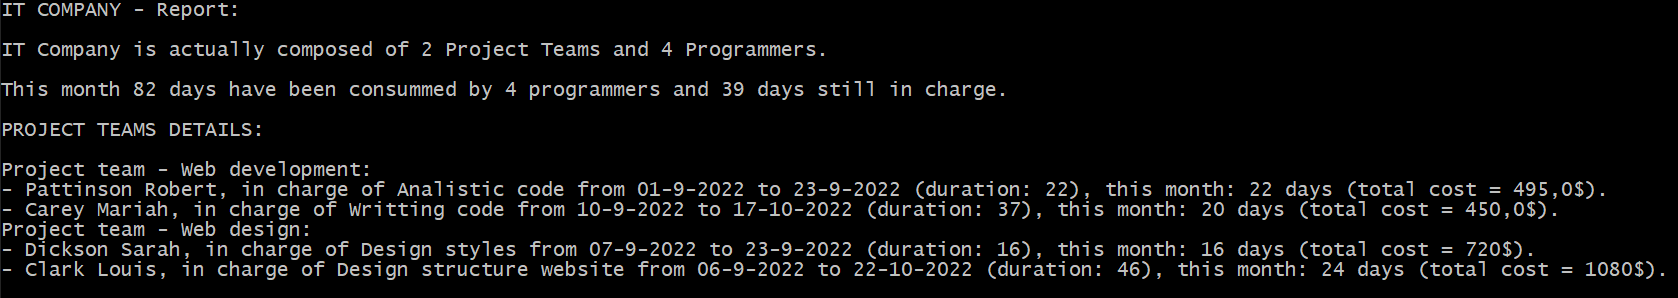 IT COMPANY - Report:
IT Company is actually composed of 2 Project Teams and 4 Programmers.
This month 82 days have been consummed by 4 programmers and 39 days still in charge.
PROJECT TEAMS DETAILS:
Project team - Web development:
- Pattinson Robert, in charge of Analistic code from 01-9-2022 to 23-9-2022 (duration: 22), this month: 22 days (total cost = 495,0$).
- Carey Mariah, in charge of Writting code from 10-9-2022 to 17-10-2022 (duration: 37), this month: 20 days (total cost = 450,0$).
Project team - Web design:
- Dickson Sarah, in charge of Design styles from 07-9-2022 to 23-9-2022 (duration: 16), this month: 16 days (total cost = 720$).
- Clark Louis, in charge of Design structure website from 06-9-2022 to 22-10-2022 (duration: 46), this month: 24 days (total cost = 1080$).